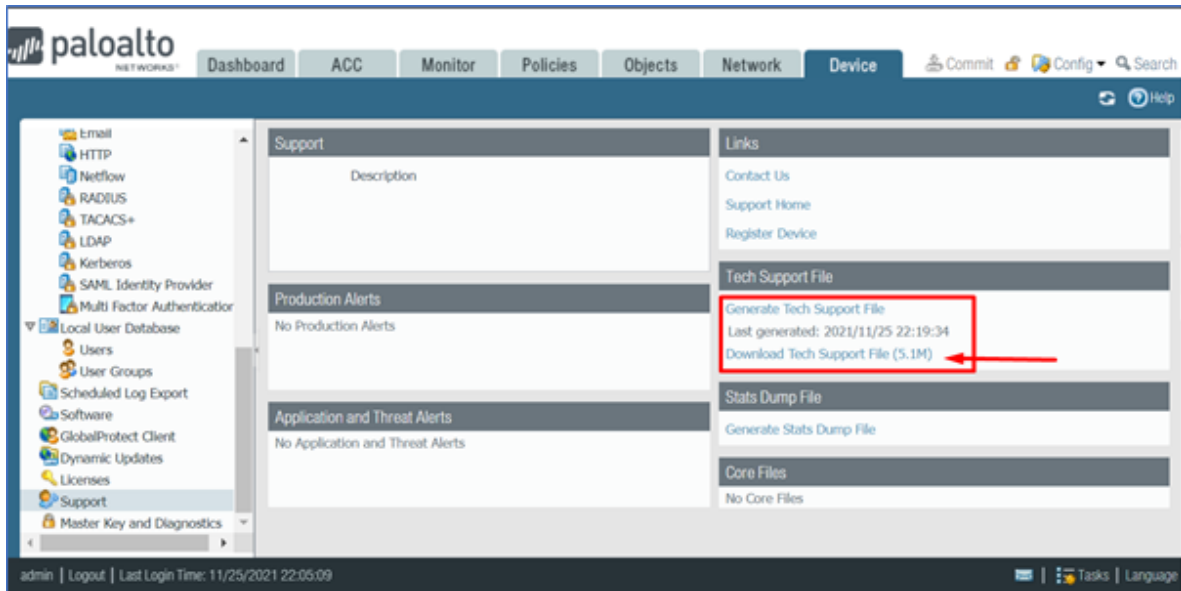 paloalto
NETWORKS®
Dashboard
ACC
Monitor
Policies
Objects
Network
Device
Commit
Config
Search
Help
Email
HTTP
Netflow
RADIUS
TACACS+
LDAP
Kerberos
SAML Identity Provider
Multi Factor Authentication
Local User Database
Users
User Groups
Scheduled Log Export
Software
GlobalProtect Client
Dynamic Updates
Licenses
Support
Master Key and Diagnostics
Support
Description
Production Alerts
No Production Alerts
Application and Threat Alerts
No Application and Threat Alerts
Links
Contact Us
Support Home
Register Device
Tech Support File
Generate Tech Support File
Last generated: 2021/11/25 22:19:34
Download Tech Support File (5.1M)
Stats Dump File
Generate Stats Dump File
Core Files
No Core Files
admin | Logout | Last Login Time: 11/25/2021 22:05:09
| Tasks | Language